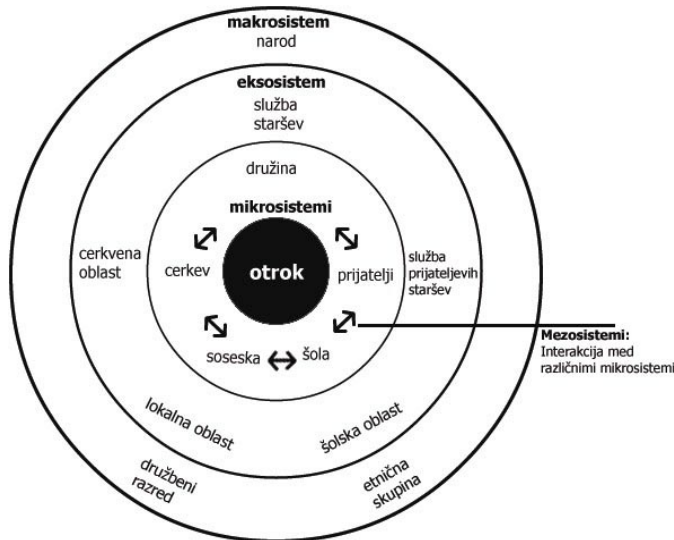 makrosistem
narod
eksosistem
služba
staršev
družina
mikrosistemi
cerkvena
oblast
cerkev
otrok
prijatelji
služba
prijateljevih
staršev
soseska
šola
Mezosistemi:
Interakcija med
različnimi mikrosistemi
lokalna oblast
šolska oblast
družbeni
razred
etnična
skupina